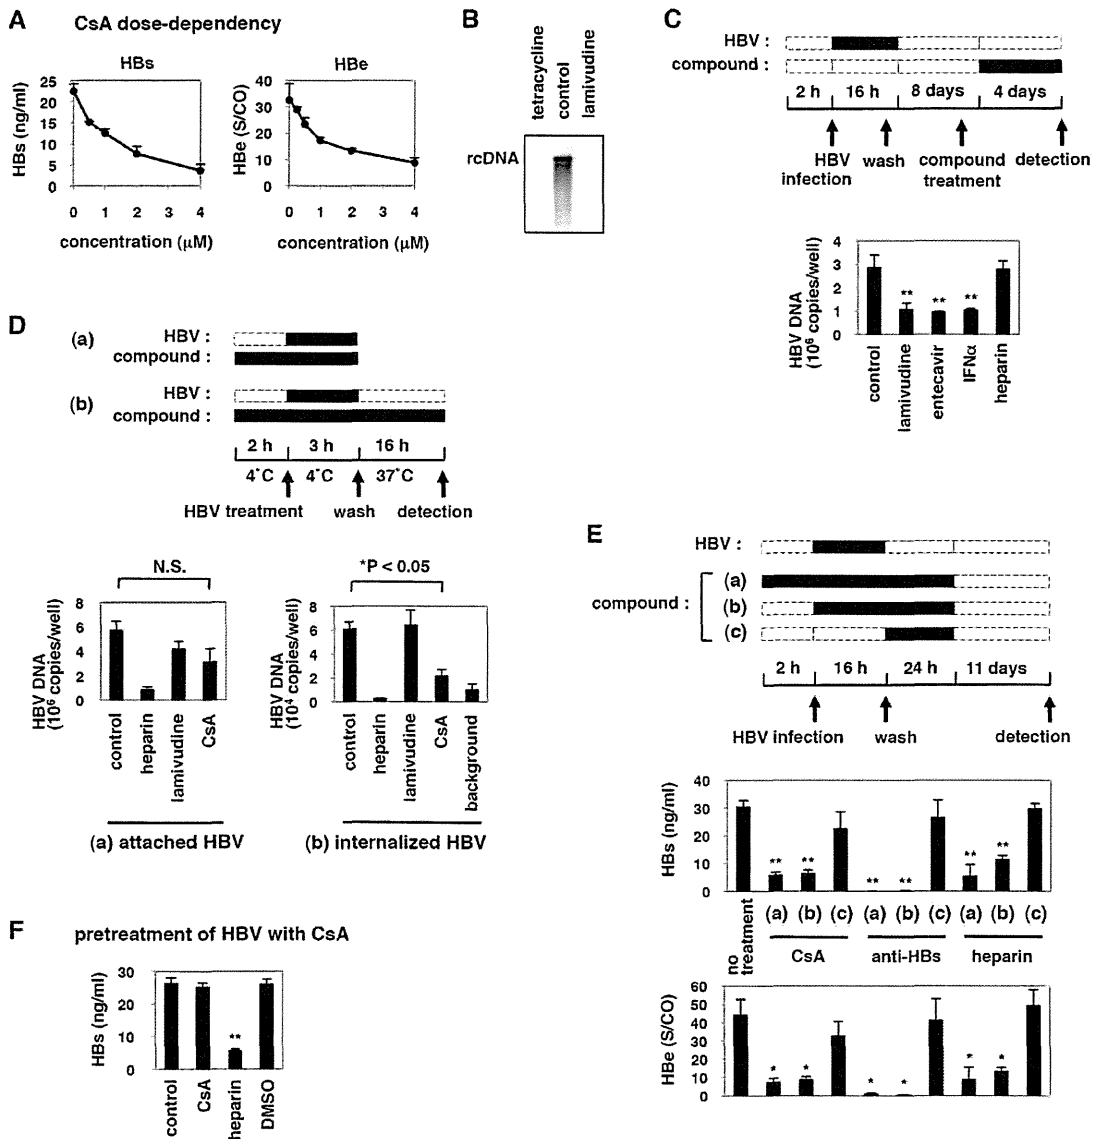 A
CsA dose-dependency
HBs
HBs (ng/ml)
25
20
15
10
5
0
0 1 2 3 4
concentration (μM)
HBe
HBe (S/CO)
40
30
20
10
0
0 1 2 3 4
concentration (μM)
B
tetracycline
control
lamivudine
rcDNA
C
HBV :
compound :
2 h 16 h 8 days 4 days
HBV infection
wash
compound treatment
detection
HBV DNA
(10⁶ copies/well)
4
3
2
1
0
** ** **
control
lamivudine
entecavir
IFNα
heparin
D
(a)
HBV :
compound :
(b)
HBV :
compound :
2 h 3 h 16 h
4˚C 4˚C 37˚C
HBV treatment wash detection
N.S.
HBV DNA
(10⁶ copies/well)
8
6
4
2
0
control
heparin
lamivudine
CsA
(a) attached HBV
*P < 0.05
HBV DNA
(10⁴ copies/well)
8
6
4
2
0
control
heparin
lamivudine
CsA
background
(b) internalized HBV
E
HBV :
compound :
(a)
(b)
(c)
2 h 16 h 24 h 11 days
HBV infection wash detection
HBs (ng/ml)
40
30
20
10
0
** ** ** ** ** **
no treatment
(a) (b) (c) (a) (b) (c) (a) (b) (c)
CsA anti-HBs heparin
HBe (S/CO)
60
50
40
30
20
10
0
* * * * * *
F
pretreatment of HBV with CsA
HBs (ng/ml)
30
20
10
0
**
control
CsA
heparin
DMSO